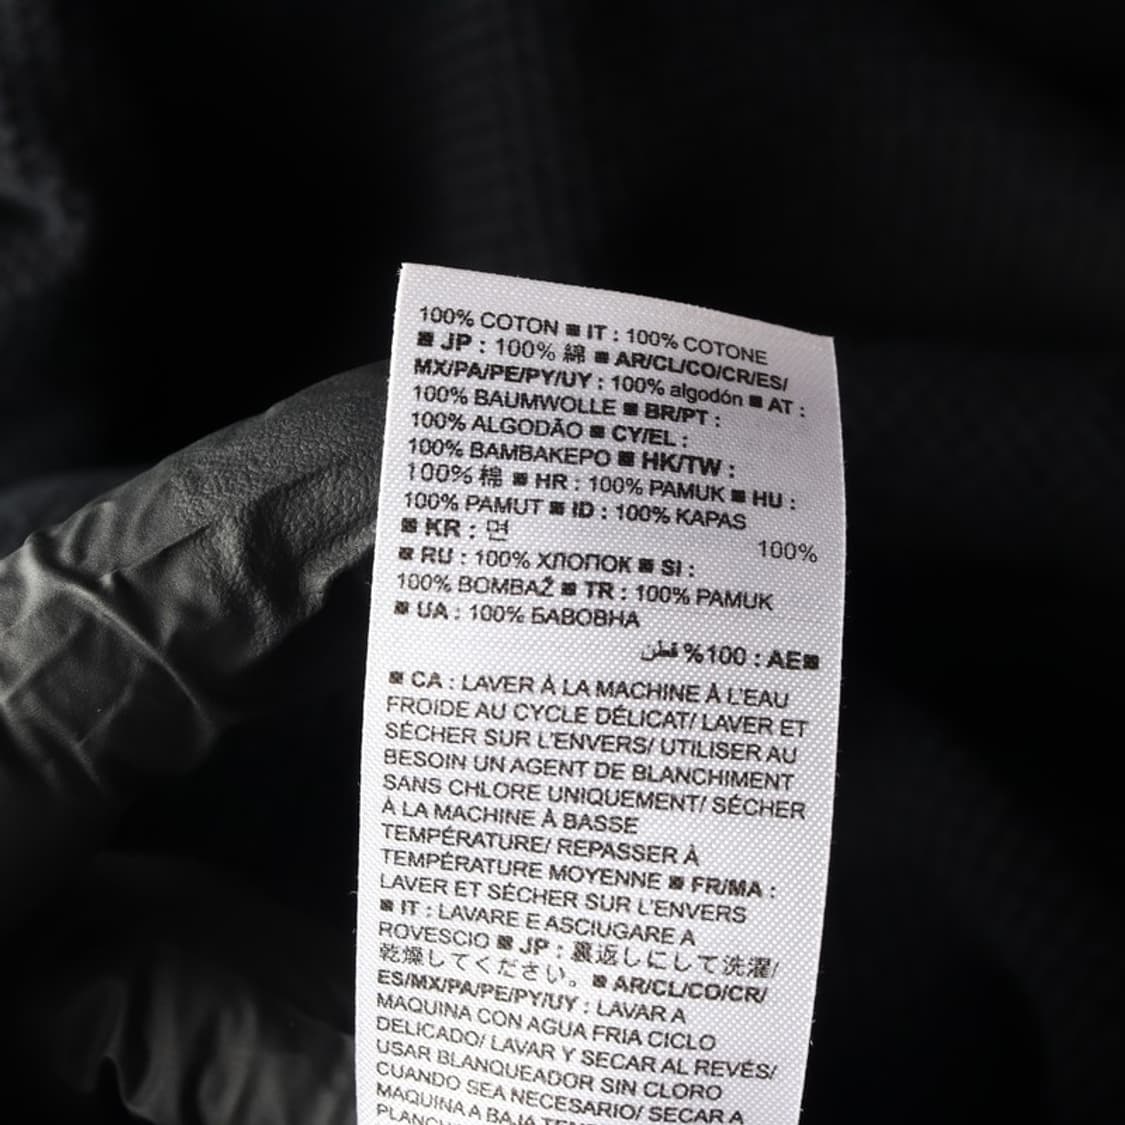 100% COTON ■ IT : 100% COTONE
■ JP : 100% 綿 ■ AR/CL/CO/CR/ES/
MX/PA/PE/PY/UY : 100% algodón ■ AT :
100% BAUMWOLLE ■ BR/PT :
100% ALGODÃO ■ CY/EL :
100% ΒΑΜΒΑΚΕΡΟ ■ HK/TW :
100% 棉 ■ HR : 100% PAMUK ■ HU :
100% PAMUT ■ ID : 100% KAPAS
■ KR : 면 100%
■ RU : 100% ХЛОПОК ■ SI :
100% BOMBAŽ ■ TR : 100% PAMUK
■ UA : 100% БАВОВНА
■AE : 100% قطن
■ CA : LAVER À LA MACHINE À L'EAU
FROIDE AU CYCLE DÉLICAT/ LAVER ET
SÉCHER SUR L'ENVERS/ UTILISER AU
BESOIN UN AGENT DE BLANCHIMENT
SANS CHLORE UNIQUEMENT/ SÉCHER
À LA MACHINE À BASSE
TEMPÉRATURE/ REPASSER À
TEMPÉRATURE MOYENNE ■ FR/MA :
LAVER ET SÉCHER SUR L'ENVERS
■ IT : LAVARE E ASCIUGARE A
ROVESCIO ■ JP : 裏返しにして洗濯/
乾燥してください。 ■ AR/CL/CO/CR/
ES/MX/PA/PE/PY/UY : LAVAR A
MAQUINA CON AGUA FRIA CICLO
DELICADO/ LAVAR Y SECAR AL REVÉS/
USAR BLANQUEADOR SIN CLORO
CUANDO SEA NECESARIO/ SECAR A
MAQUINA A BAJA